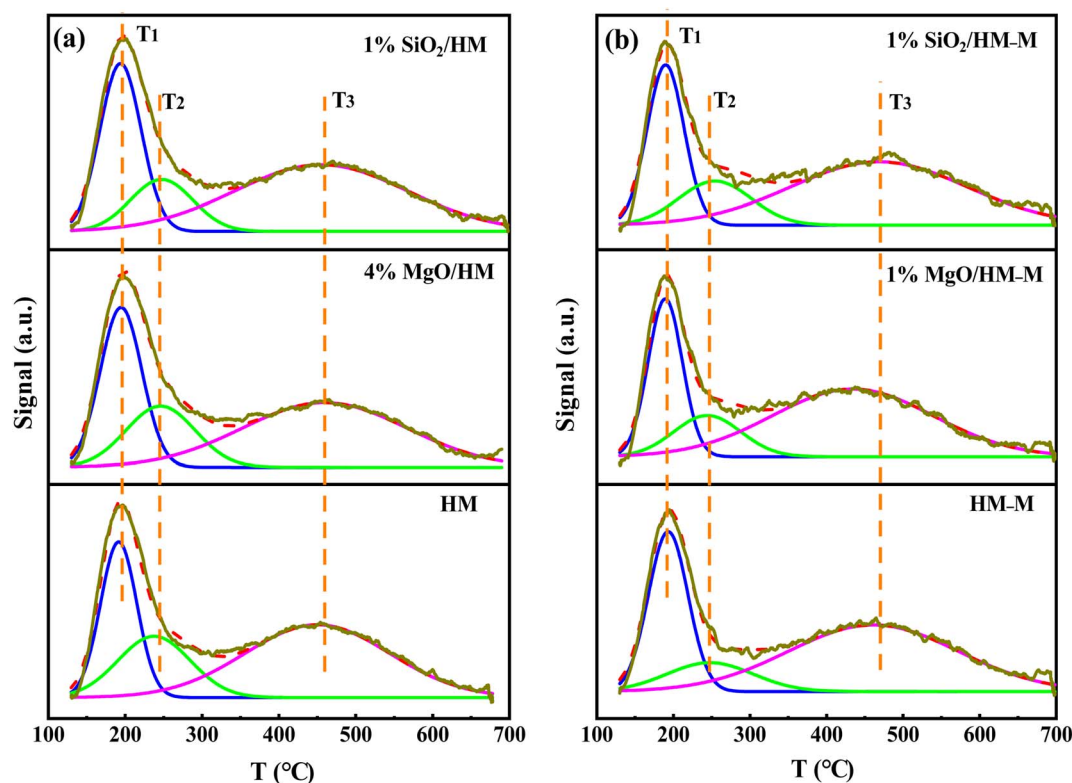 (a)
T1
1% SiO2/HM
T2
T3
4% MgO/HM
HM
Signal (a.u.)
100 200 300 400 500 600 700
T (°C)
(b)
T1
1% SiO2/HM-M
T2
T3
1% MgO/HM-M
HM-M
Signal (a.u.)
100 200 300 400 500 600 700
T (°C)